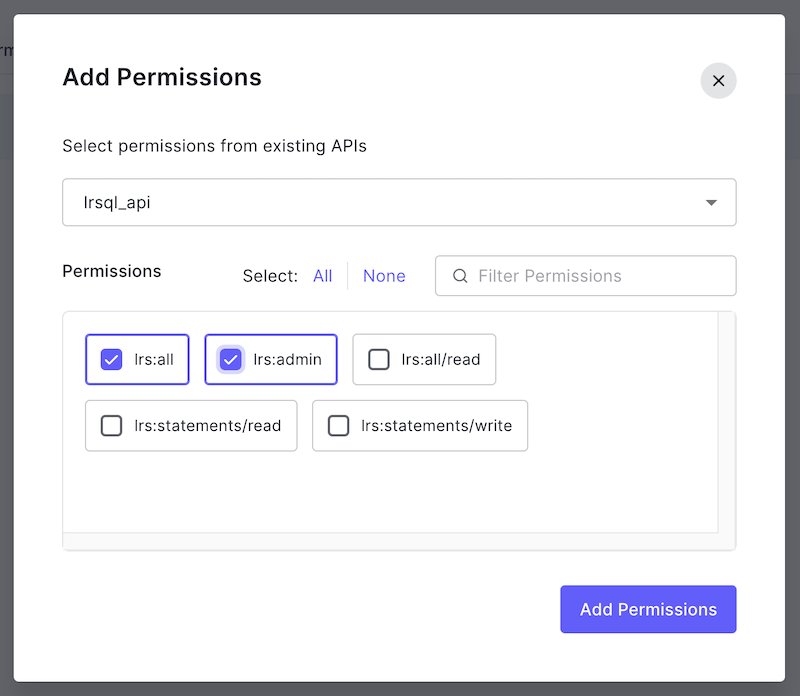 Add Permissions
Select permissions from existing APIs
lrsql_api
Permissions Select: All None Filter Permissions
lrs:all lrs:admin lrs:all/read
lrs:statements/read lrs:statements/write
Add Permissions